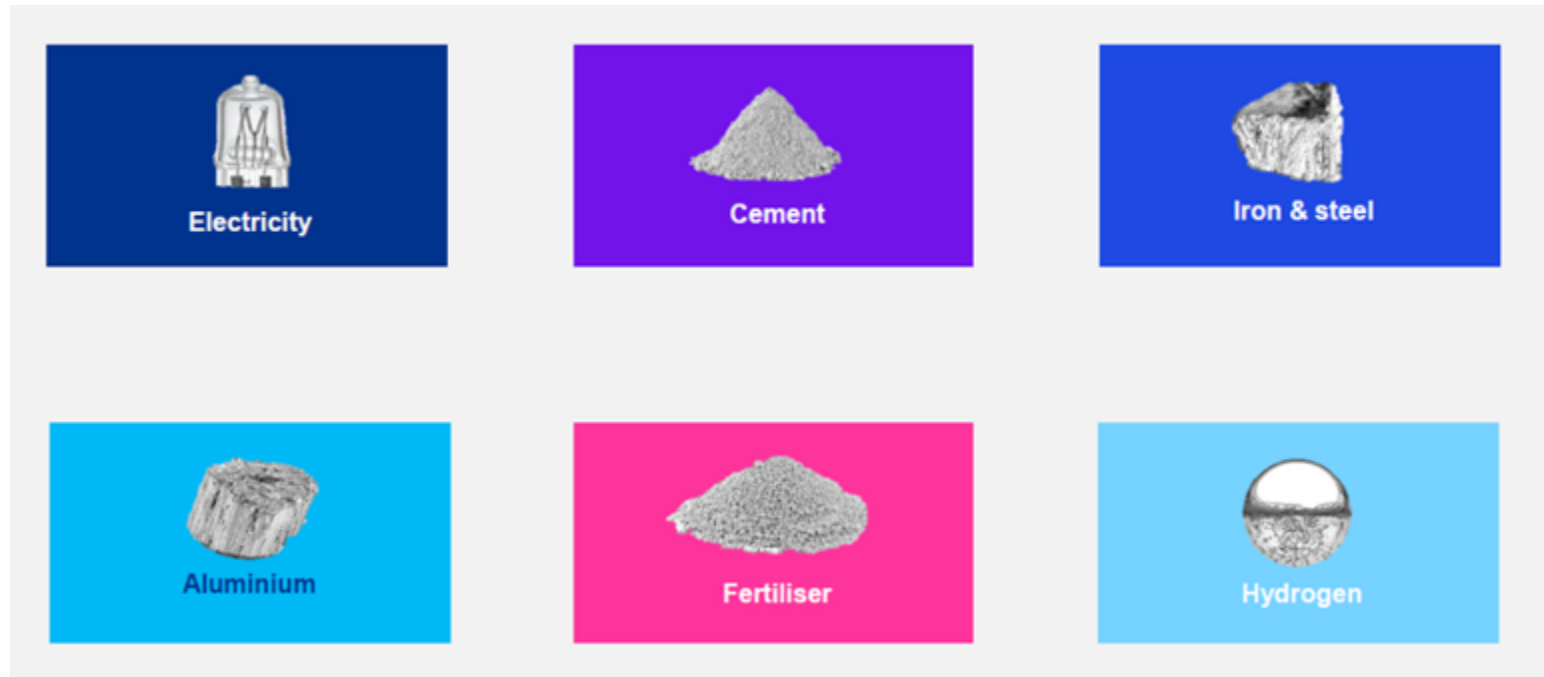 Electricity
Cement
Iron & steel
Aluminium
Fertiliser
Hydrogen